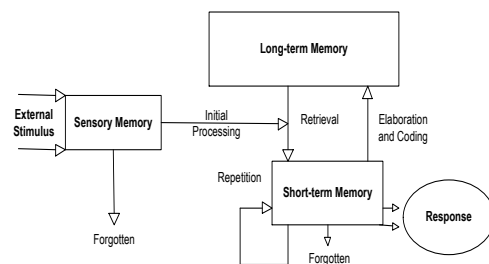 Long-term Memory
External
Stimulus
Sensory Memory
Initial
Processing
Retrieval
Elaboration
and Coding
Repetition
Short-term Memory
Response
Forgotten
Forgotten